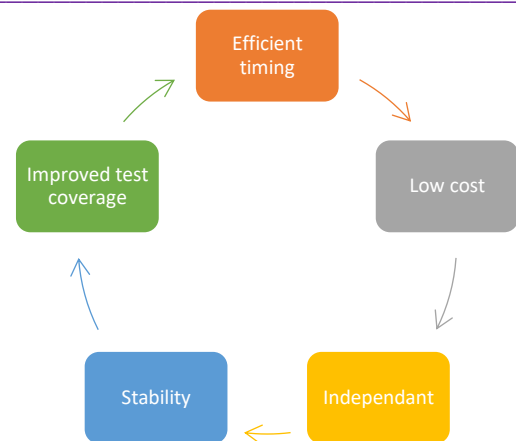 Efficient
timing
Improved test
coverage
Low cost
Stability
Independant